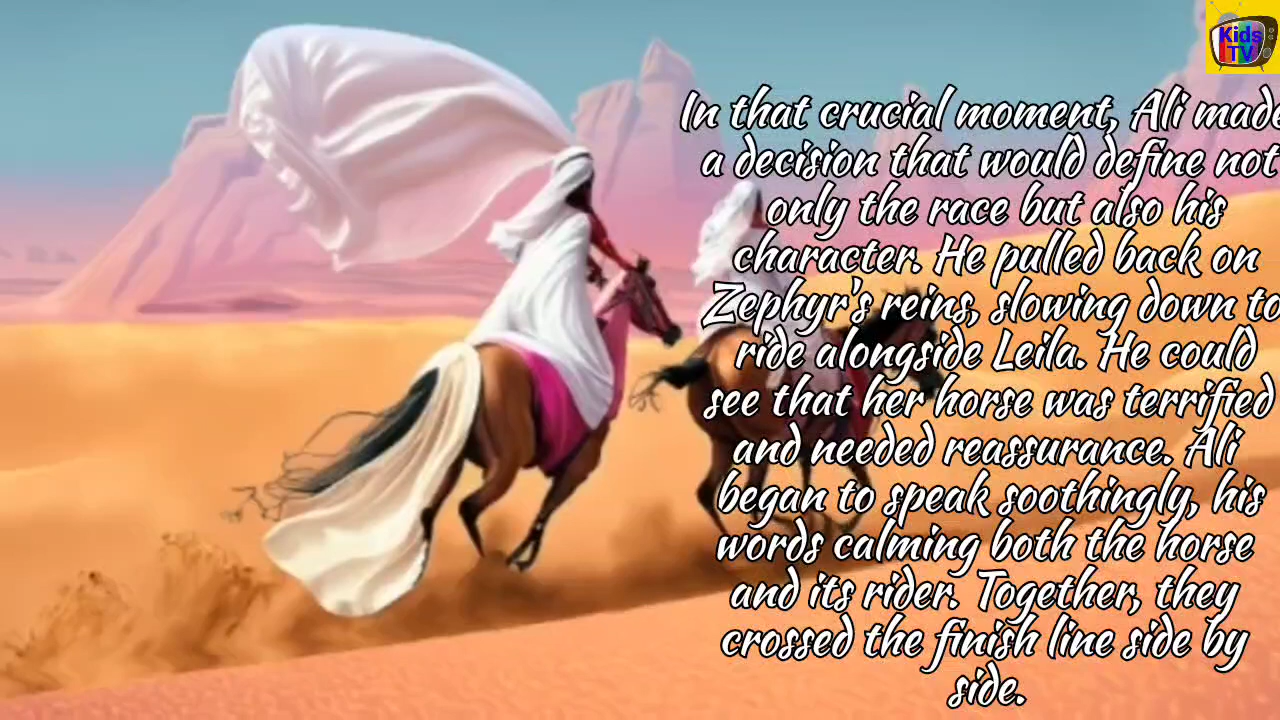 Kids
TV
In that crucial moment, Ali made
a decision that would define not
only the race but also his
character. He pulled back on
Zephyr's reins, slowing down to
ride alongside Leila. He could
see that her horse was terrified
and needed reassurance. Ali
began to speak soothingly, his
words calming both the horse
and its rider. Together, they
crossed the finish line side by
side.